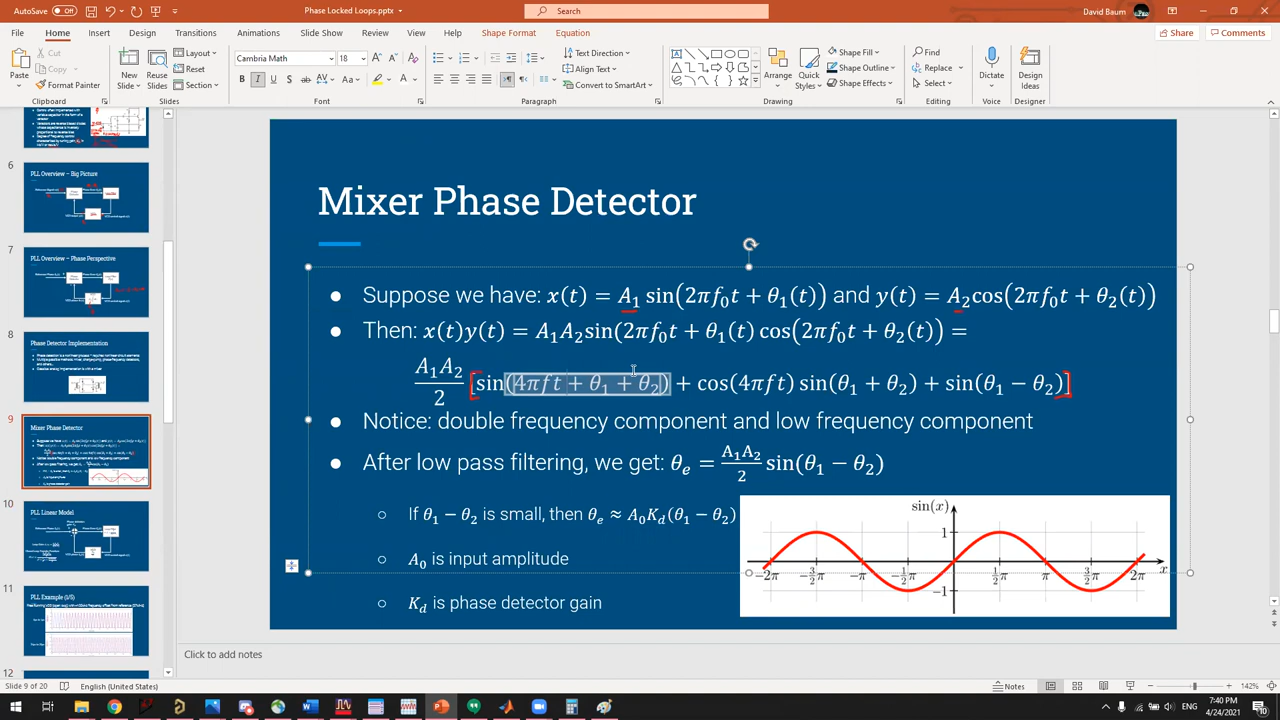 AutoSave Off
Phase Locked Loops.pptx
Search
David Baum
File Home Insert Design Transitions Animations Slide Show Review View Help Shape Format Equation Share Comments
Paste
Cut
Copy
Format Painter
Clipboard
New Slide
Reuse Slides
Layout
Reset
Section
Slides
Cambria Math 18
B I U S
Font
Text Direction
Align Text
Convert to SmartArt
Paragraph
Arrange
Quick Styles
Shape Fill
Shape Outline
Shape Effects
Drawing
Find
Replace
Select
Editing
Dictate
Voice
Design Ideas
Designer
6
PLL Overview – Big Picture
7
PLL Overview – Phase Perspective
8
Phase Detector Implementation
9
Mixer Phase Detector
10
PLL Linear Model
11
PLL Example (1/5)
12
Mixer Phase Detector
● Suppose we have: x(t) = A₁ sin(2πf₀t + θ₁(t)) and y(t) = A₂cos(2πf₀t + θ₂(t))
● Then: x(t)y(t) = A₁A₂sin(2πf₀t + θ₁(t) cos(2πf₀t + θ₂(t)) =
A₁A₂/2 [sin(4πft + θ₁ + θ₂) + cos(4πft) sin(θ₁ + θ₂) + sin(θ₁ − θ₂)]
● Notice: double frequency component and low frequency component
● After low pass filtering, we get: θₑ = A₁A₂/2 sin(θ₁ − θ₂)
○ If θ₁ − θ₂ is small, then θₑ ≈ A₀K_d(θ₁ − θ₂)
○ A₀ is input amplitude
○ K_d is phase detector gain
sin(x)
1
−2π −3/2π −π −1/2π 1/2π π 3/2π 2π x
−1
Click to add notes
Slide 9 of 20 English (United States) Notes 142%
7:40 PM
4/24/2021